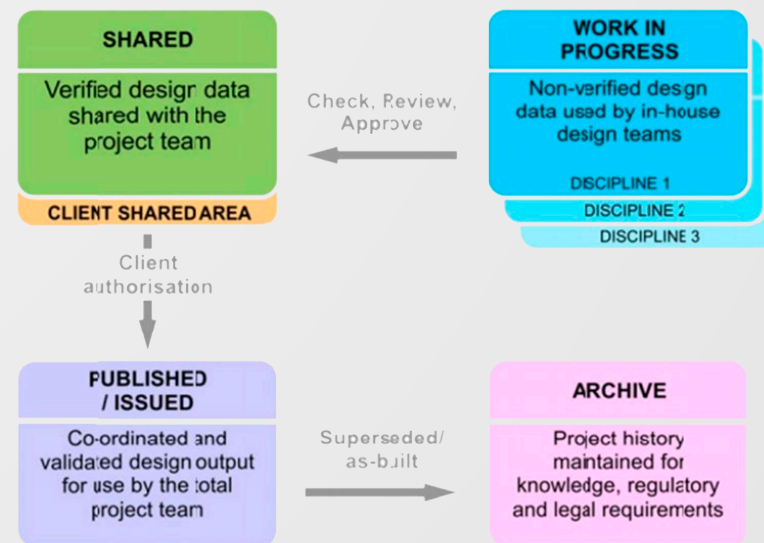 SHARED
Verified design data
shared with the
project team
CLIENT SHARED AREA
Check, Review,
Approve
WORK IN
PROGRESS
Non-verified design
data used by in-house
design teams
DISCIPLINE 1
DISCIPLINE 2
DISCIPLINE 3
Client
authorisation
PUBLISHED
/ ISSUED
Co-ordinated and
validated design output
for use by the total
project team
Superseded/
as-built
ARCHIVE
Project history
maintained for
knowledge, regulatory
and legal requirements